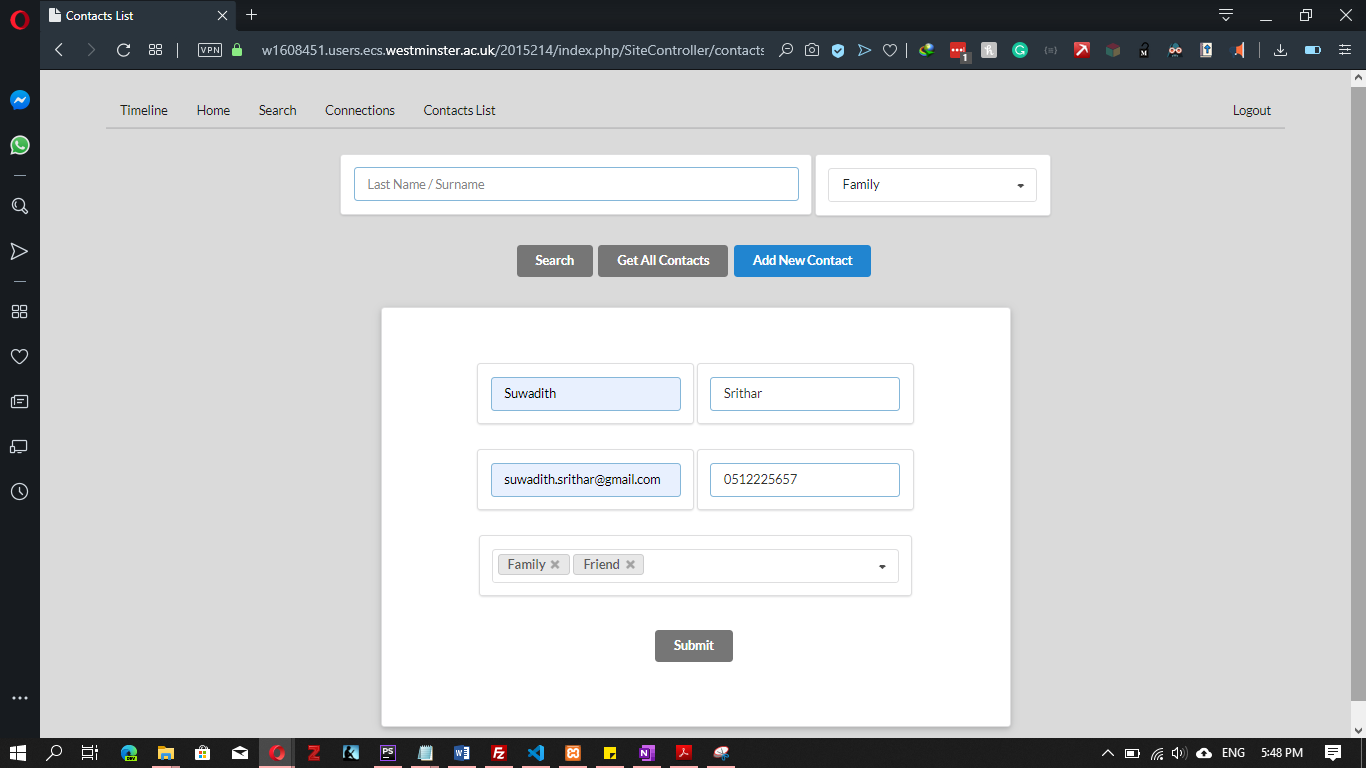 Contacts List
VPN
w1608451.users.ecs.westminster.ac.uk/2015214/index.php/SiteController/contacts
1
Timeline Home Search Connections Contacts List Logout
Last Name / Surname Family
Search Get All Contacts Add New Contact
Suwadith Srithar
suwadith.srithar@gmail.com 0512225657
Family Friend
Submit
ENG 5:48 PM